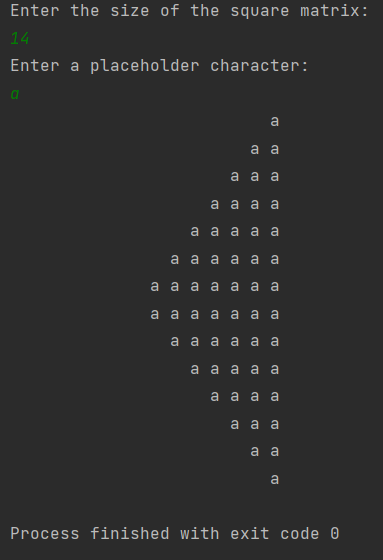 Enter the size of the square matrix:
14
Enter a placeholder character:
a
                          a
                        a a
                      a a a
                    a a a a
                  a a a a a
                a a a a a a
              a a a a a a a
              a a a a a a a
                a a a a a a
                  a a a a a
                    a a a a
                      a a a
                        a a
                          a

Process finished with exit code 0